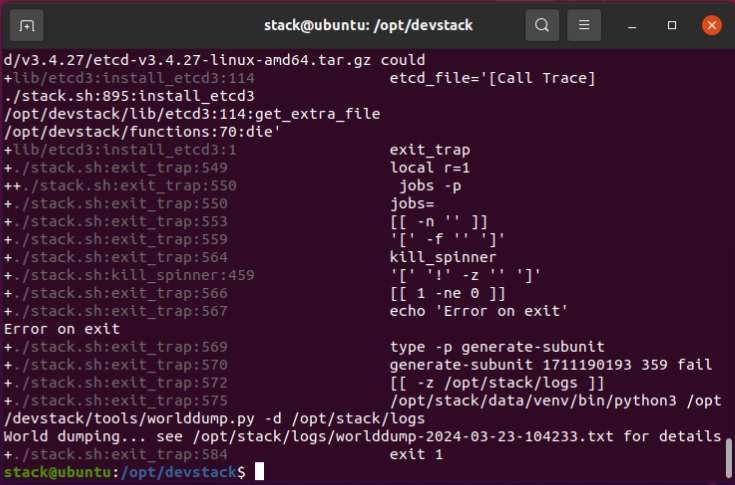 stack@ubuntu: /opt/devstack
d/v3.4.27/etcd-v3.4.27-linux-amd64.tar.gz could
+lib/etcd3:install_etcd3:114                etcd_file='[Call Trace]
./stack.sh:895:install_etcd3
/opt/devstack/lib/etcd3:114:get_extra_file
/opt/devstack/functions:70:die'
+lib/etcd3:install_etcd3:1                  exit_trap
+./stack.sh:exit_trap:549                   local r=1
++./stack.sh:exit_trap:550                   jobs -p
+./stack.sh:exit_trap:550                   jobs=
+./stack.sh:exit_trap:553                   [[ -n '' ]]
+./stack.sh:exit_trap:559                   '[' -f '' ']'
+./stack.sh:exit_trap:564                   kill_spinner
+./stack.sh:kill_spinner:459                '[' '!' -z '' ']'
+./stack.sh:exit_trap:566                   [[ 1 -ne 0 ]]
+./stack.sh:exit_trap:567                   echo 'Error on exit'
Error on exit
+./stack.sh:exit_trap:569                   type -p generate-subunit
+./stack.sh:exit_trap:570                   generate-subunit 1711190193 359 fail
+./stack.sh:exit_trap:572                   [[ -z /opt/stack/logs ]]
+./stack.sh:exit_trap:575                   /opt/stack/data/venv/bin/python3 /opt
/devstack/tools/worlddump.py -d /opt/stack/logs
World dumping... see /opt/stack/logs/worlddump-2024-03-23-104233.txt for details
+./stack.sh:exit_trap:584                   exit 1
stack@ubuntu:/opt/devstack$